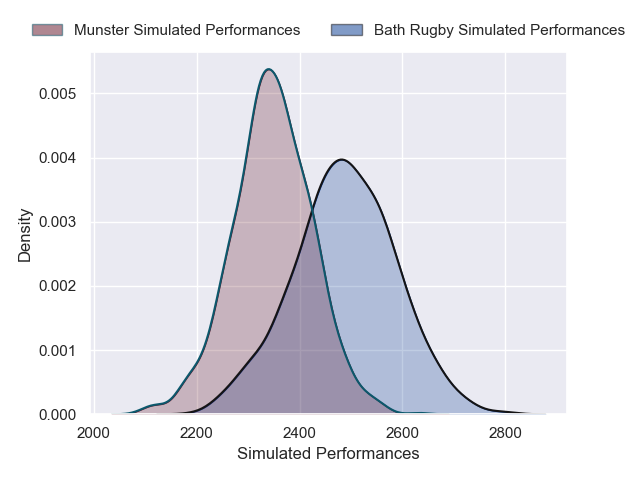 Munster Simulated Performances
Bath Rugby Simulated Performances
0.005
0.004
0.003
0.002
0.001
0.000
Density
2000
2200
2400
2600
2800
Simulated Performances